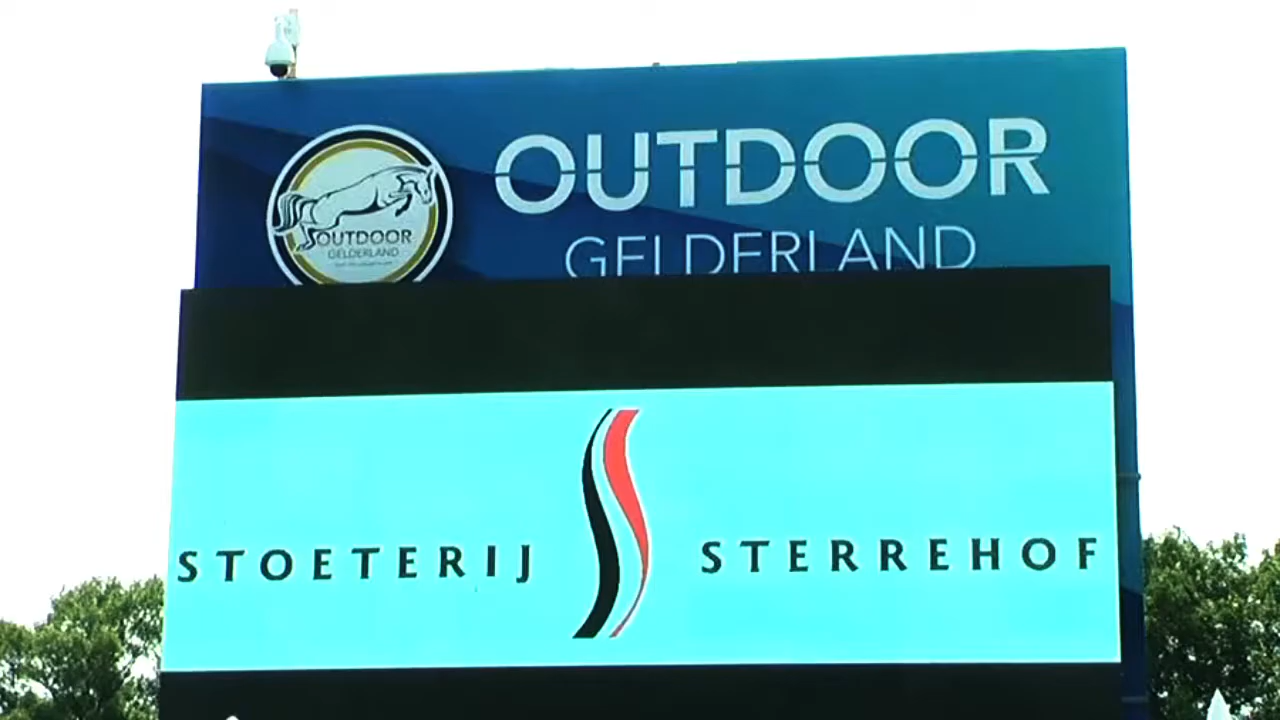 OUTDOOR
GELDERLAND
OUTDOOR
GELDERLAND
STOETERIJ STERREHOF